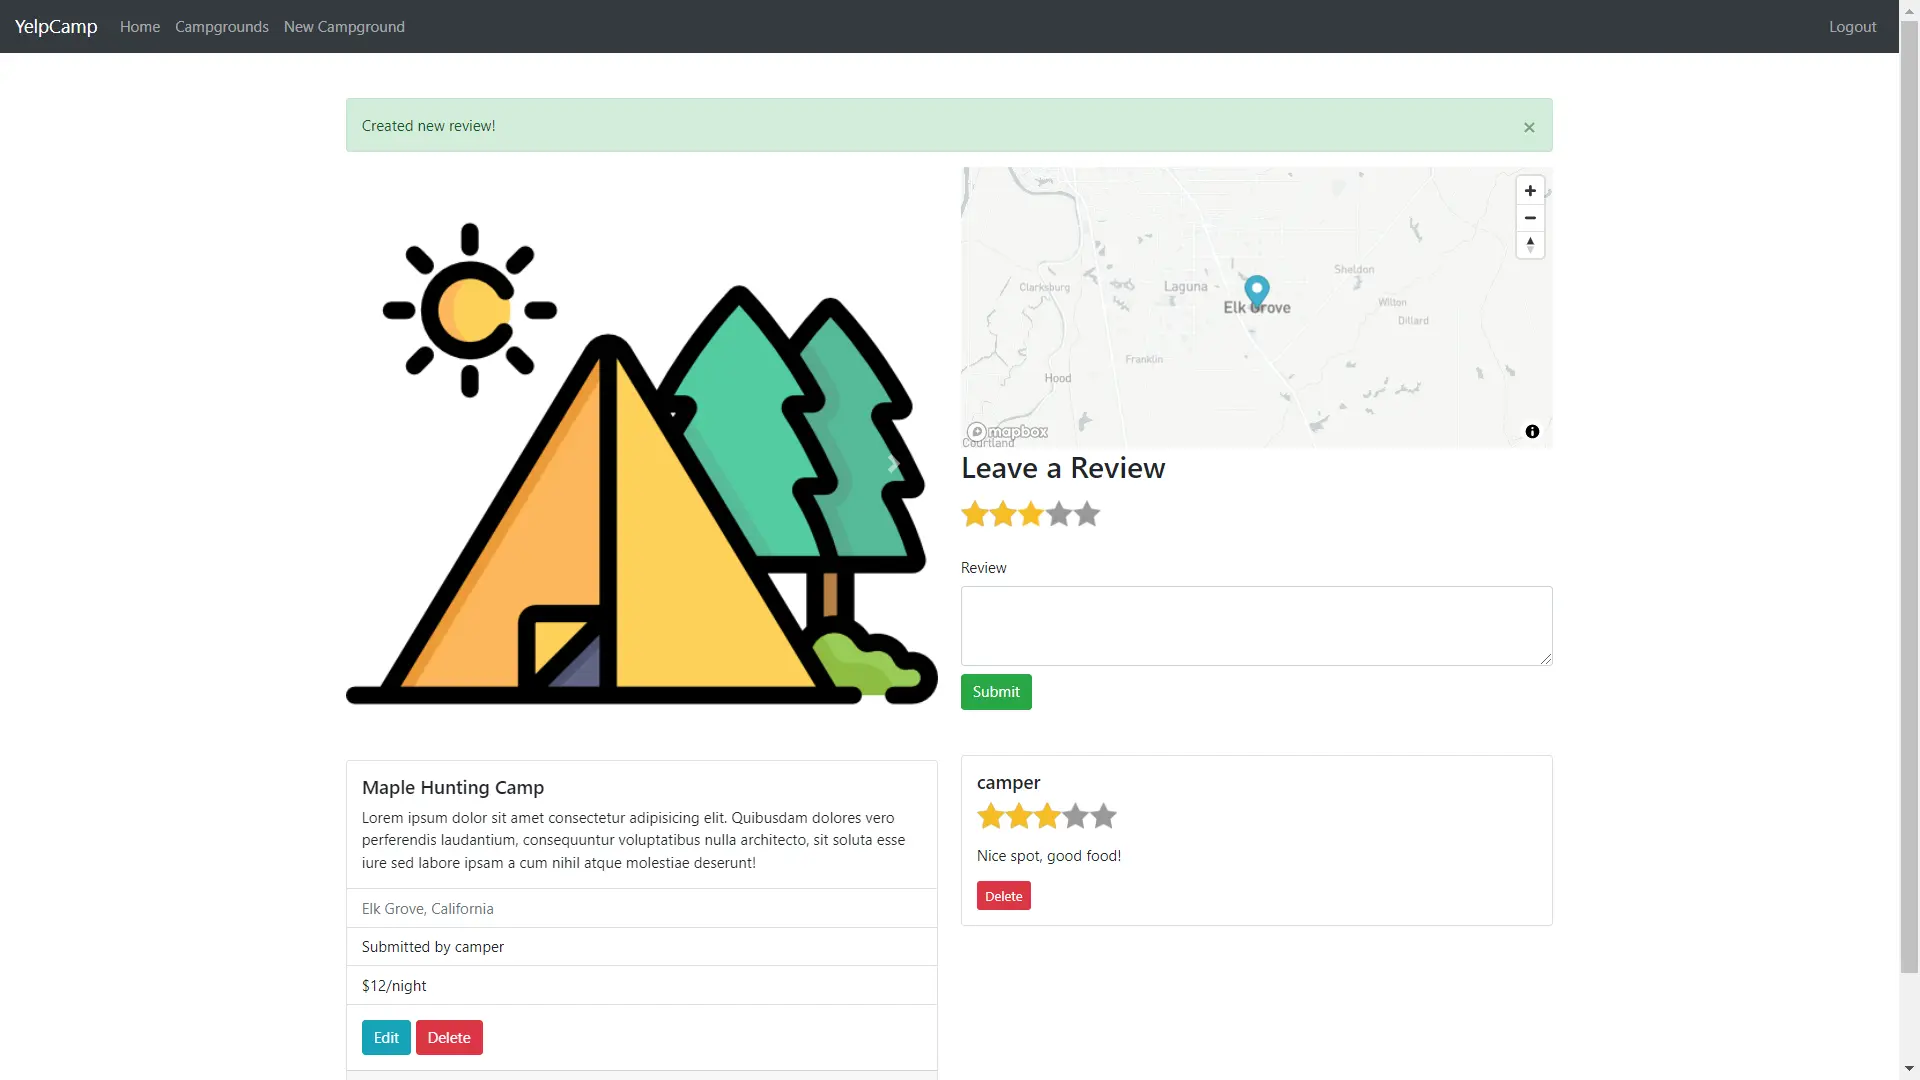 YelpCamp Home Campgrounds New Campground Logout
Created new review!
×
Clarksburg
Laguna
Elk Grove
Sheldon
Wilton
Dillard
Franklin
Hood
Courtland
mapbox
Leave a Review
Review
Submit
Maple Hunting Camp
Lorem ipsum dolor sit amet consectetur adipisicing elit. Quibusdam dolores vero
perferendis laudantium, consequuntur voluptatibus nulla architecto, sit soluta esse
iure sed labore ipsam a cum nihil atque molestiae deserunt!
Elk Grove, California
Submitted by camper
$12/night
Edit Delete
camper
Nice spot, good food!
Delete